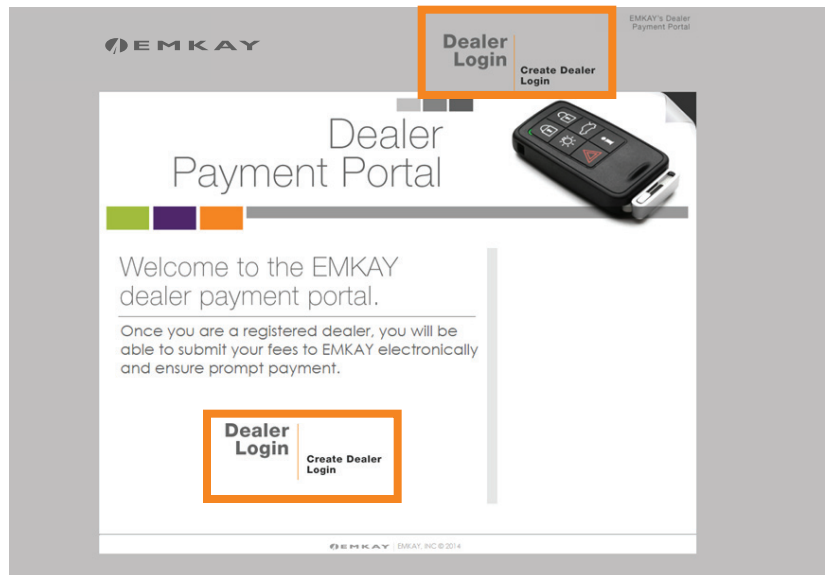 EMKAY
Dealer
Login
Create Dealer
Login
EMKAY's Dealer
Payment Portal
Dealer
Payment Portal
Welcome to the EMKAY
dealer payment portal.
Once you are a registered dealer, you will be
able to submit your fees to EMKAY electronically
and ensure prompt payment.
Dealer
Login
Create Dealer
Login
EMKAY EMKAY, INC © 2014